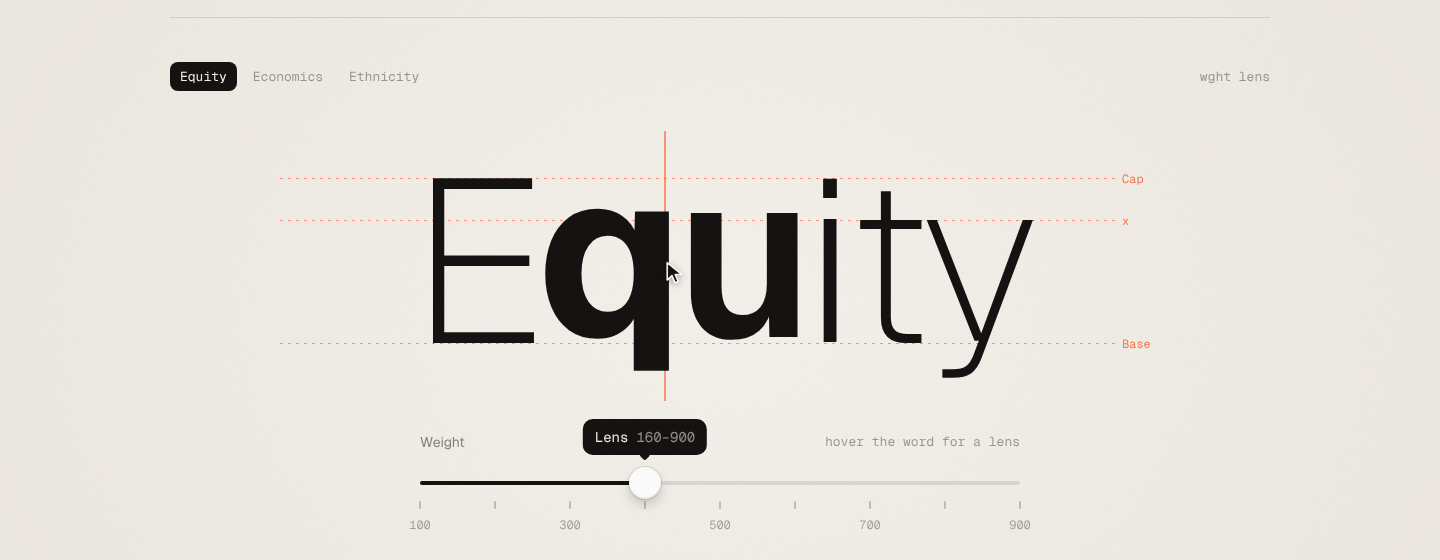 Equity Economics Ethnicity wght lens
Cap
x
Equity
Base
Weight Lens 160–900 hover the word for a lens
100 300 500 700 900